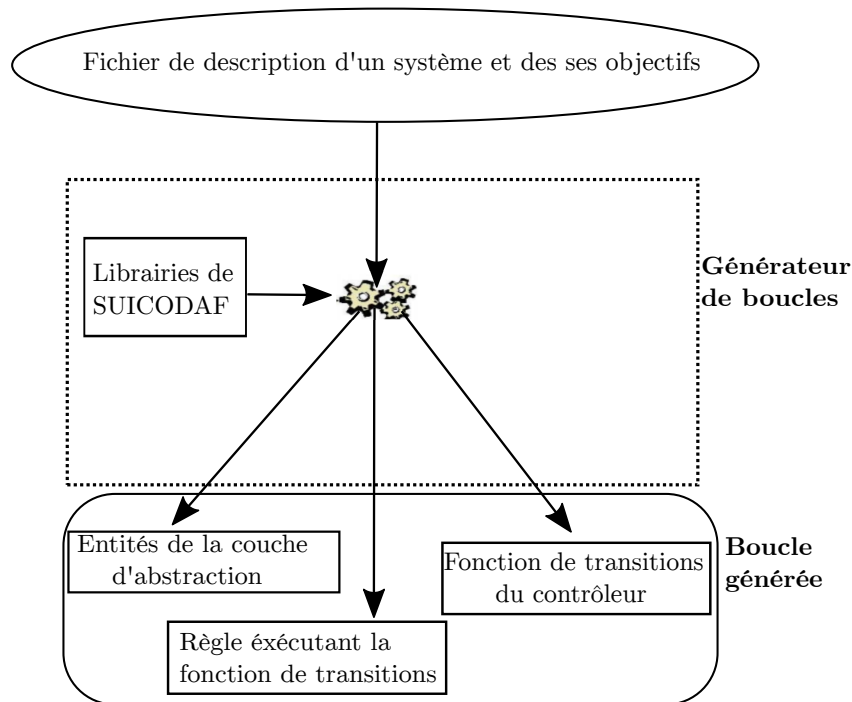 Fichier de description d'un système et des ses objectifs
Librairies de
SUICODAF
Générateur
de boucles
Entités de la couche
d'abstraction
Fonction de transitions
du contrôleur
Boucle
générée
Règle éxécutant la
fonction de transitions